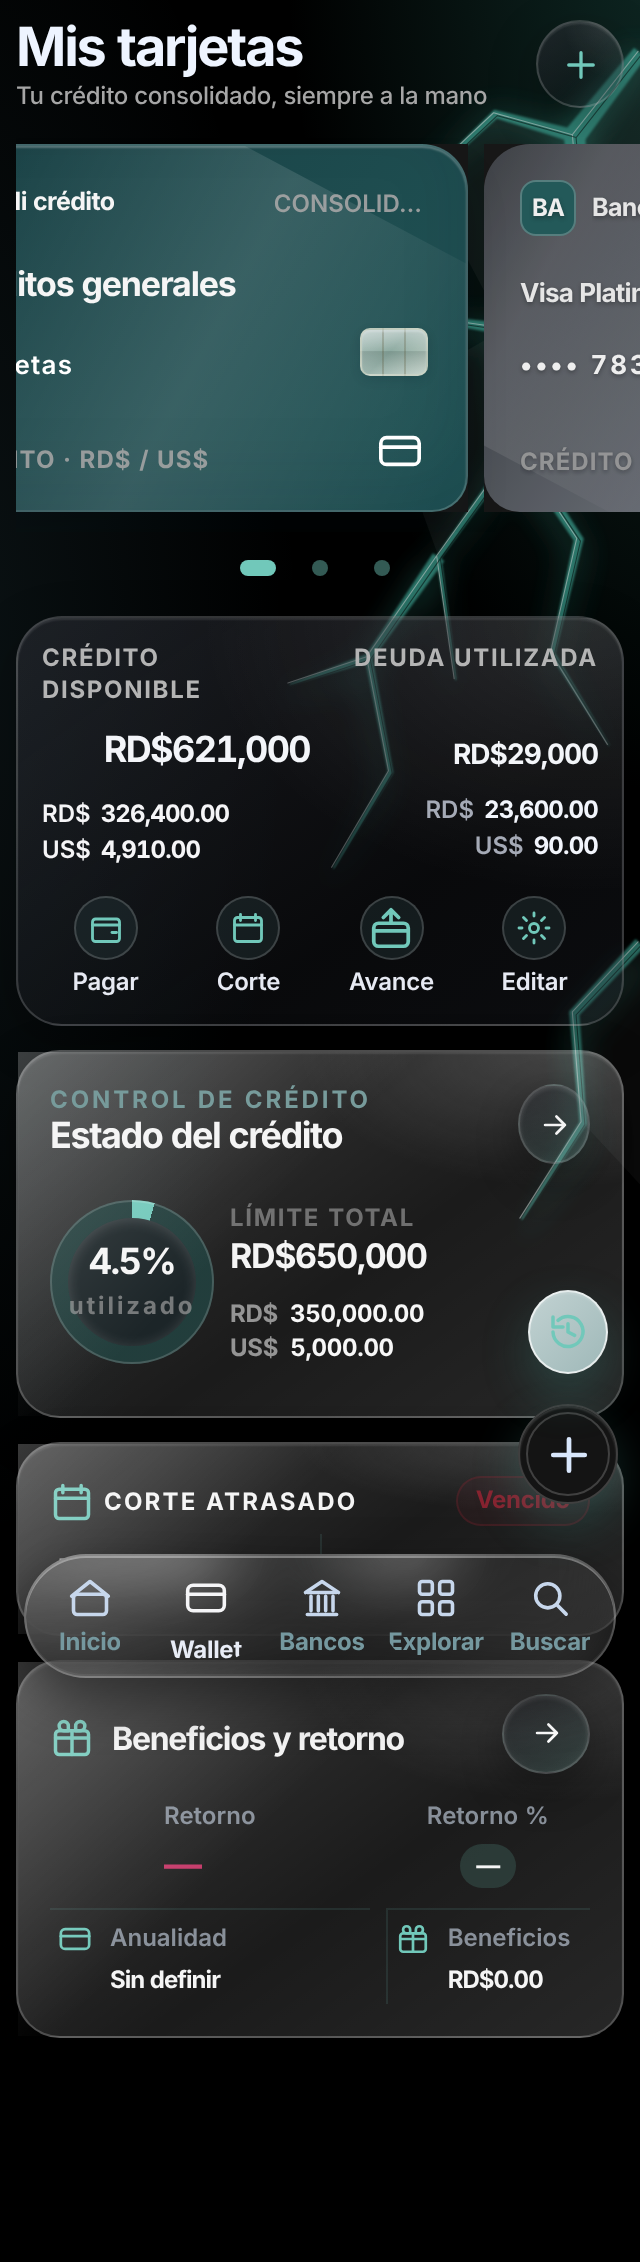 Mis tarjetas
Tu crédito consolidado, siempre a la mano
li crédito
CONSOLID...
BA
Visa Platin
itos generales
etas
•••• 783
ITO · RD$ / US$
CRÉDITO
CRÉDITO DISPONIBLE
DEUDA UTILIZADA
RD$621,000
RD$29,000
RD$ 326,400.00
RD$ 23,600.00
US$ 4,910.00
US$ 90.00
Pagar
Corte
Avance
Editar
CONTROL DE CRÉDITO
Estado del crédito
4.5%
utilizado
LÍMITE TOTAL
RD$650,000
RD$ 350,000.00
US$ 5,000.00
CORTE ATRASADO
Vencido
Inicio
Wallet
Bancos
Explorar
Buscar
Beneficios y retorno
Retorno
Retorno %
—
—
Anualidad
Beneficios
Sin definir
RD$0.00